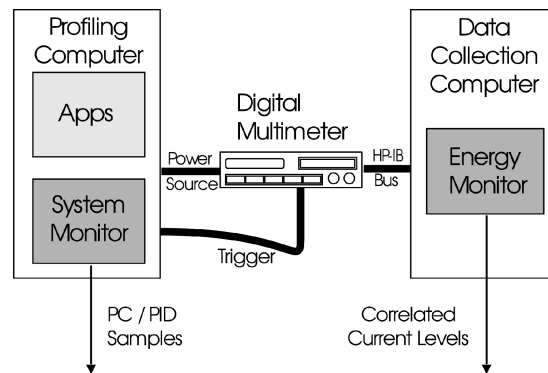 Profiling
Computer
Apps
System
Monitor
Power
Source
Digital
Multimeter
Trigger
HP-IB
Bus
Data
Collection
Computer
Energy
Monitor
PC / PID
Samples
Correlated
Current Levels